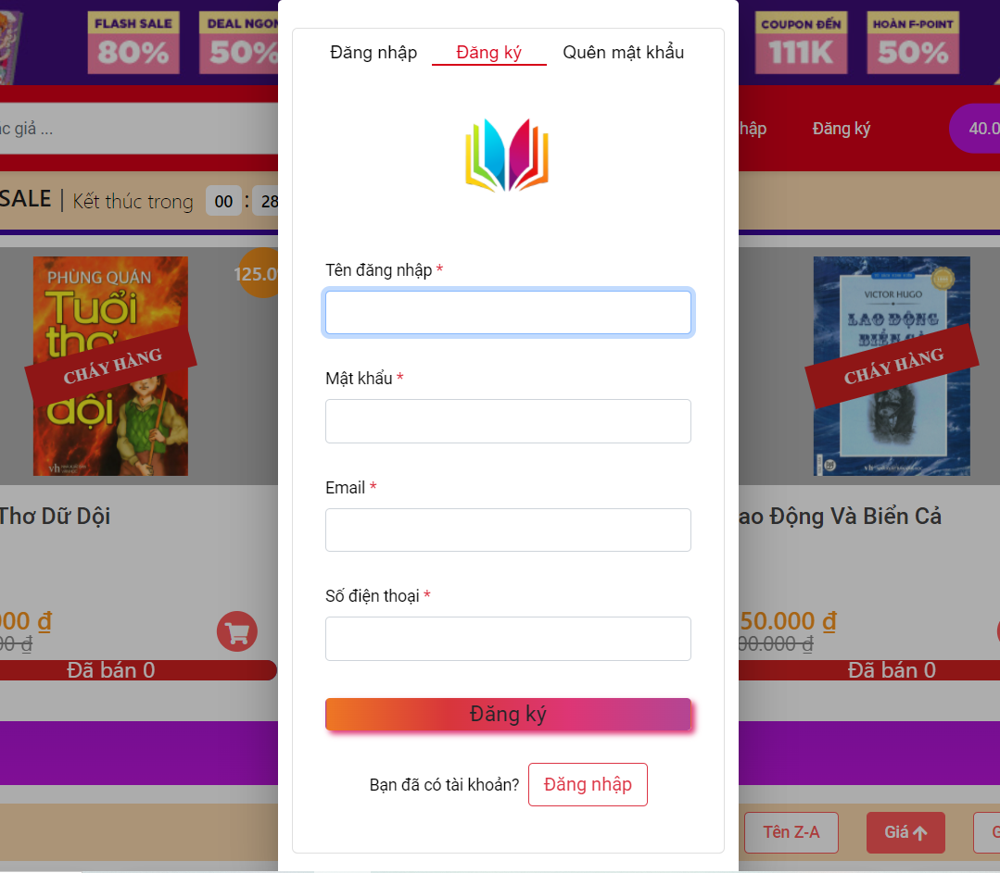 FLASH SALE
80%
DEAL NGON
50%
COUPON ĐẾN
111K
HOÀN F-POINT
50%
ác giả ...
hập
Đăng ký
40.0
SALE | Kết thúc trong 00 : 28
Đăng nhập
Đăng ký
Quên mật khẩu
Tên đăng nhập *
Mật khẩu *
Email *
Số điện thoại *
Đăng ký
Bạn đã có tài khoản? Đăng nhập
125.0
PHÙNG QUÁN
Tuổi
thơ
dội
CHÁY HÀNG
Thơ Dữ Dội
000 đ
00 đ
Đã bán 0
VICTOR HUGO
LAO ĐỘNG
BIỂN CẢ
CHÁY HÀNG
ao Động Và Biển Cả
50.000 đ
00.000 đ
Đã bán 0
Tên Z-A
Giá